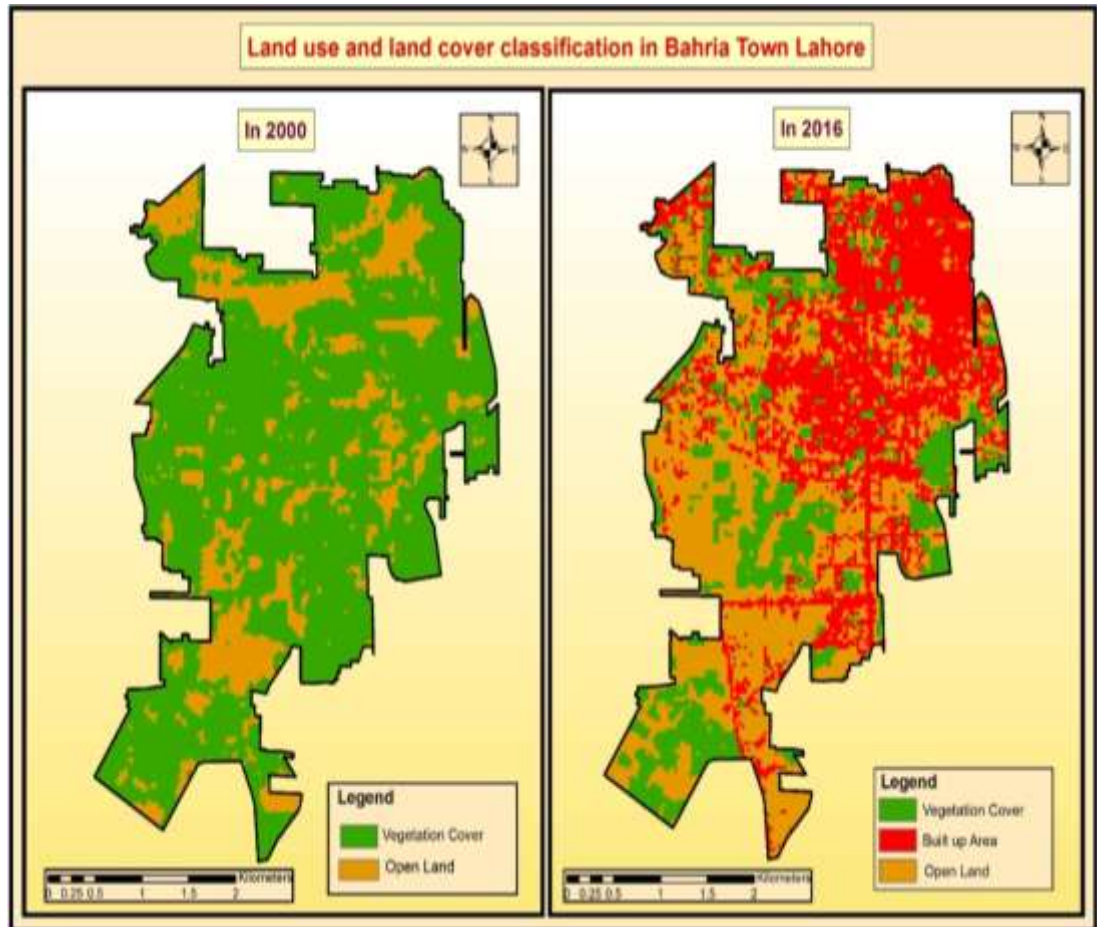 Land use and land cover classification in Bahria Town Lahore
In 2000
N
E
Legend
Vegetation Cover
Open Land
Kilometers
0 0.25 0.5 1 1.5 2
In 2016
N
E
Legend
Vegetation Cover
Built up Area
Open Land
Kilometers
0 0.25 0.5 1 1.5 2